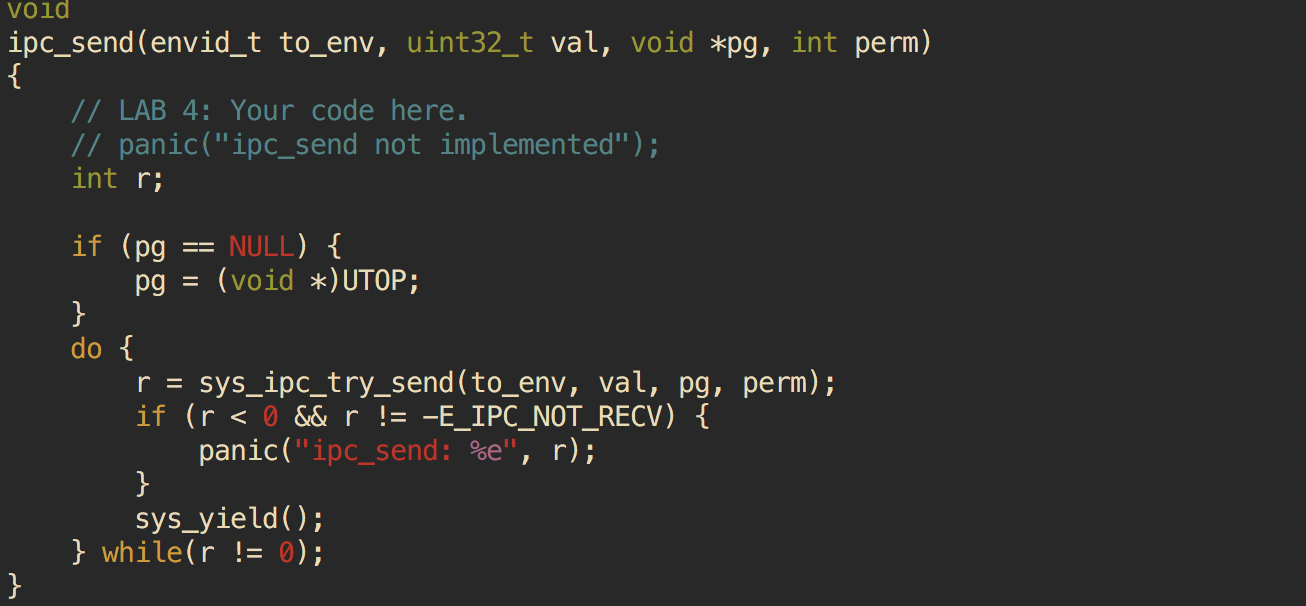 void
ipc_send(envid_t to_env, uint32_t val, void *pg, int perm)
{
    // LAB 4: Your code here.
    // panic("ipc_send not implemented");
    int r;

    if (pg == NULL) {
        pg = (void *)UTOP;
    }
    do {
        r = sys_ipc_try_send(to_env, val, pg, perm);
        if (r < 0 && r != -E_IPC_NOT_RECV) {
            panic("ipc_send: %e", r);
        }
        sys_yield();
    } while(r != 0);
}